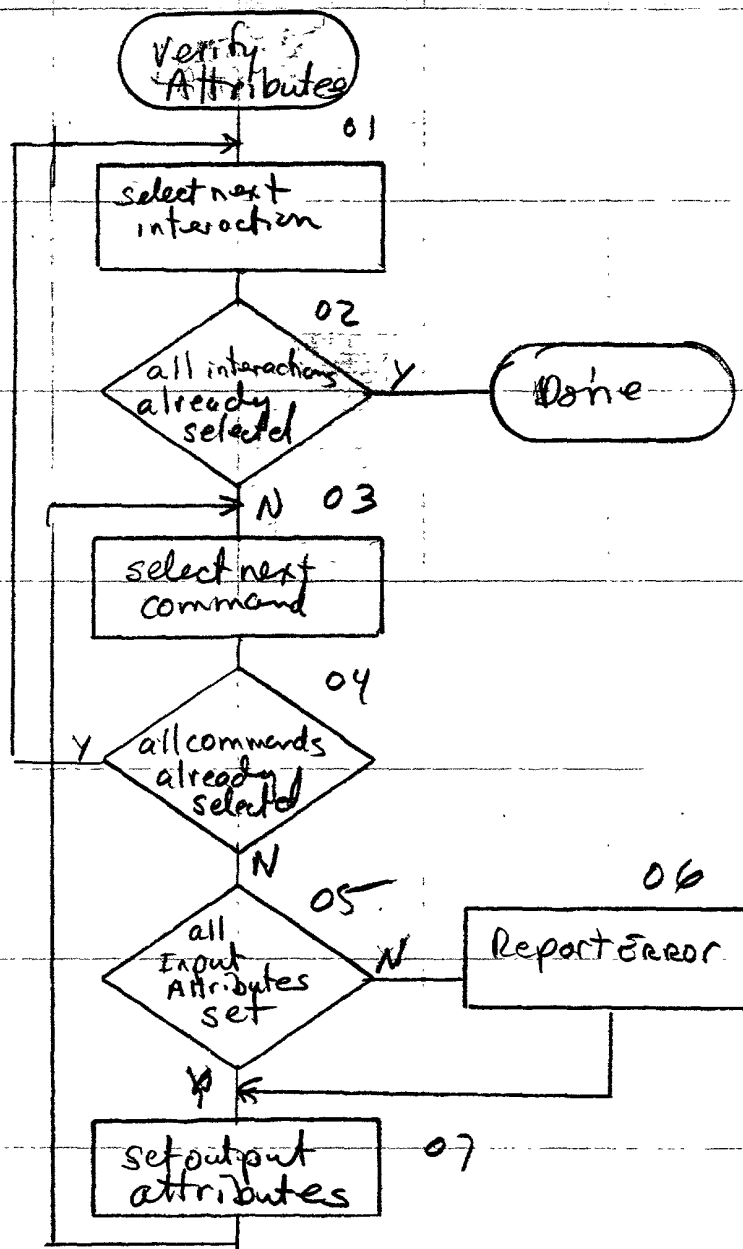 Verify
Attributes
01
select next
interaction
02
all interactions
already
selected
Y
Done
N
03
select next
command
04
all commands
already
selected
Y
N
05
all
Input
Attributes
set
N
06
Report ERROR
Y
set output
attributes
07